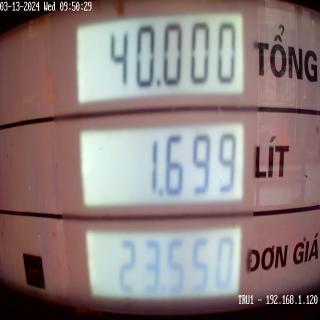 03-13-2024 Wed 09:50:29
40.000 TỔNG
1.699 LÍT
23.550 ĐƠN GIÁ
TRU1 - 192.168.1.120